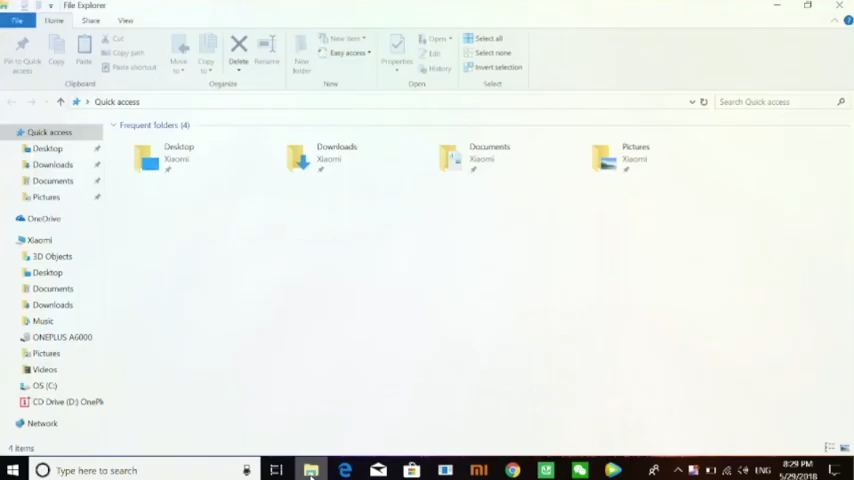 File Explorer
File Home Share View
Pin to Quick access
Copy
Paste
Cut
Copy path
Paste shortcut
Move to
Copy to
Delete
Rename
New folder
New item
Easy access
Properties
Open
Edit
History
Select all
Select none
Invert selection
Clipboard
Organize
New
Open
Select
Quick access
Search Quick access
Quick access
Desktop
Downloads
Documents
Pictures
OneDrive
Xiaomi
3D Objects
Desktop
Documents
Downloads
Music
ONEPLUS A6000
Pictures
Videos
OS (C:)
CD Drive (D:) OnePl
Network
Frequent folders (4)
Desktop
Xiaomi
Downloads
Xiaomi
Documents
Xiaomi
Pictures
Xiaomi
4 items
Type here to search
ENG
8:29 PM
5/29/2018